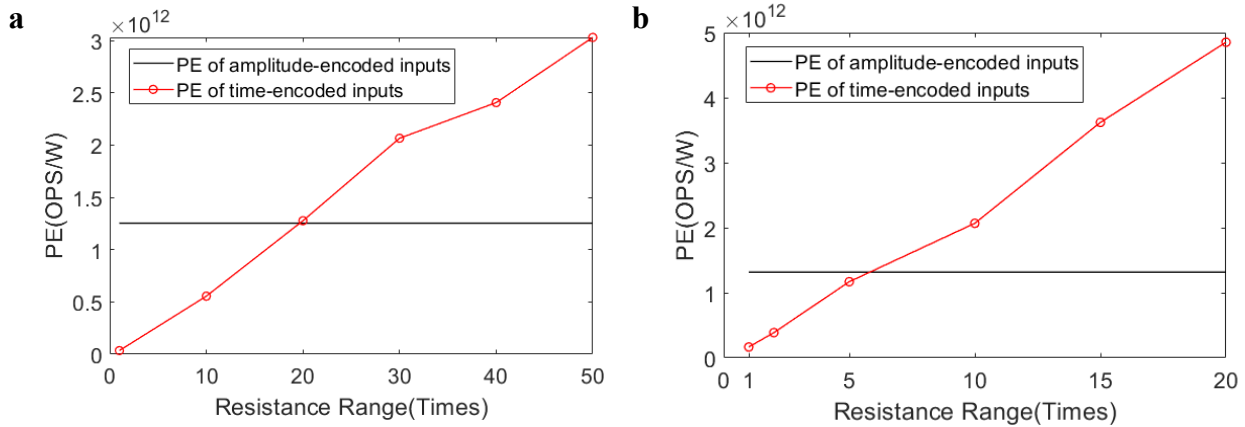 a
×10^12
3
2.5
2
1.5
1
0.5
0
PE(OPS/W)
PE of amplitude-encoded inputs
PE of time-encoded inputs
0 10 20 30 40 50
Resistance Range(Times)
b
×10^12
5
4
3
2
1
0
PE(OPS/W)
PE of amplitude-encoded inputs
PE of time-encoded inputs
0 1 5 10 15 20
Resistance Range(Times)